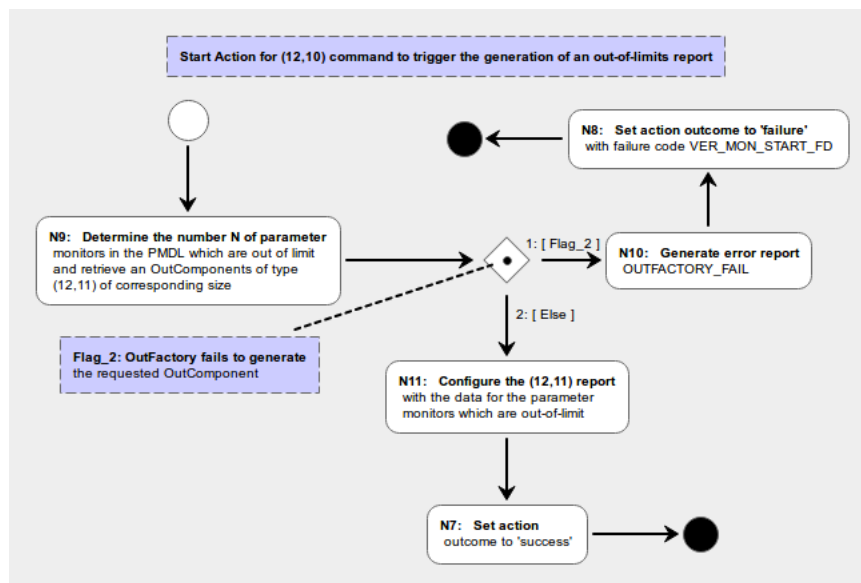 Start Action for (12,10) command to trigger the generation of an out-of-limits report
N8: Set action outcome to 'failure'
with failure code VER_MON_START_FD
N9: Determine the number N of parameter
monitors in the PMDL which are out of limit
and retrieve an OutComponents of type
(12,11) of corresponding size
1: [ Flag_2 ]
N10: Generate error report
OUTFACTORY_FAIL
2: [ Else ]
Flag_2: OutFactory fails to generate
the requested OutComponent
N11: Configure the (12,11) report
with the data for the parameter
monitors which are out-of-limit
N7: Set action
outcome to 'success'